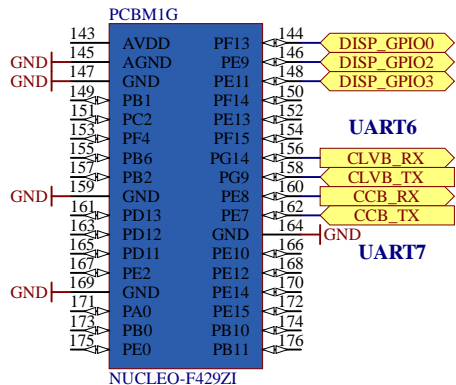 PCBM1G
143 AVDD PF13 144 DISP_GPIO0
GND 145 AGND PE9 146 DISP_GPIO2
GND 147 GND PE11 148 DISP_GPIO3
149 PB1 PF14 150
151 PC2 PE13 152
153 PF4 PF15 154
UART6
155 PB6 PG14 156 CLVB_RX
157 PB2 PG9 158 CLVB_TX
GND 159 GND PE8 160 CCB_RX
161 PD13 PE7 162 CCB_TX
163 PD12 GND 164 GND
UART7
165 PD11 PE10 166
167 PE2 PE12 168
GND 169 GND PE14 170
171 PA0 PE15 172
173 PB0 PB10 174
175 PE0 PB11 176
NUCLEO-F429ZI